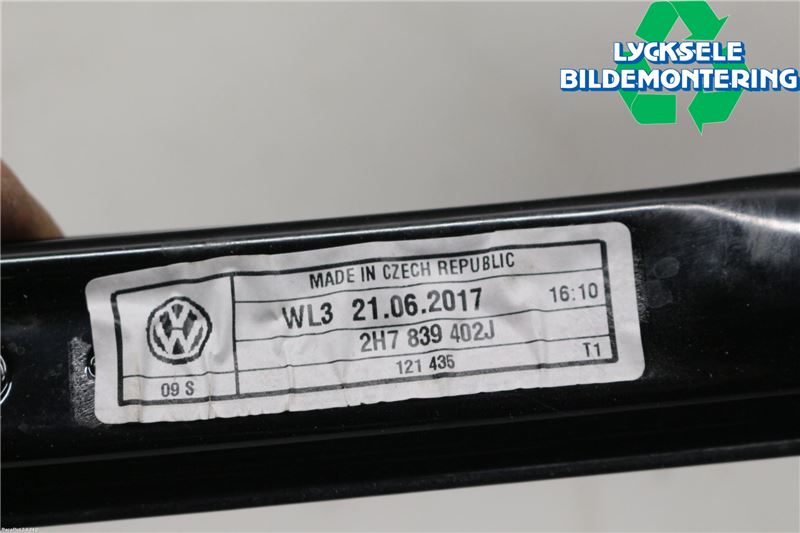 LYCKSELE
BILDEMONTERING
MADE IN CZECH REPUBLIC
WL3 21.06.2017 16:10
2H7 839 402J
121 435 T1
09 S